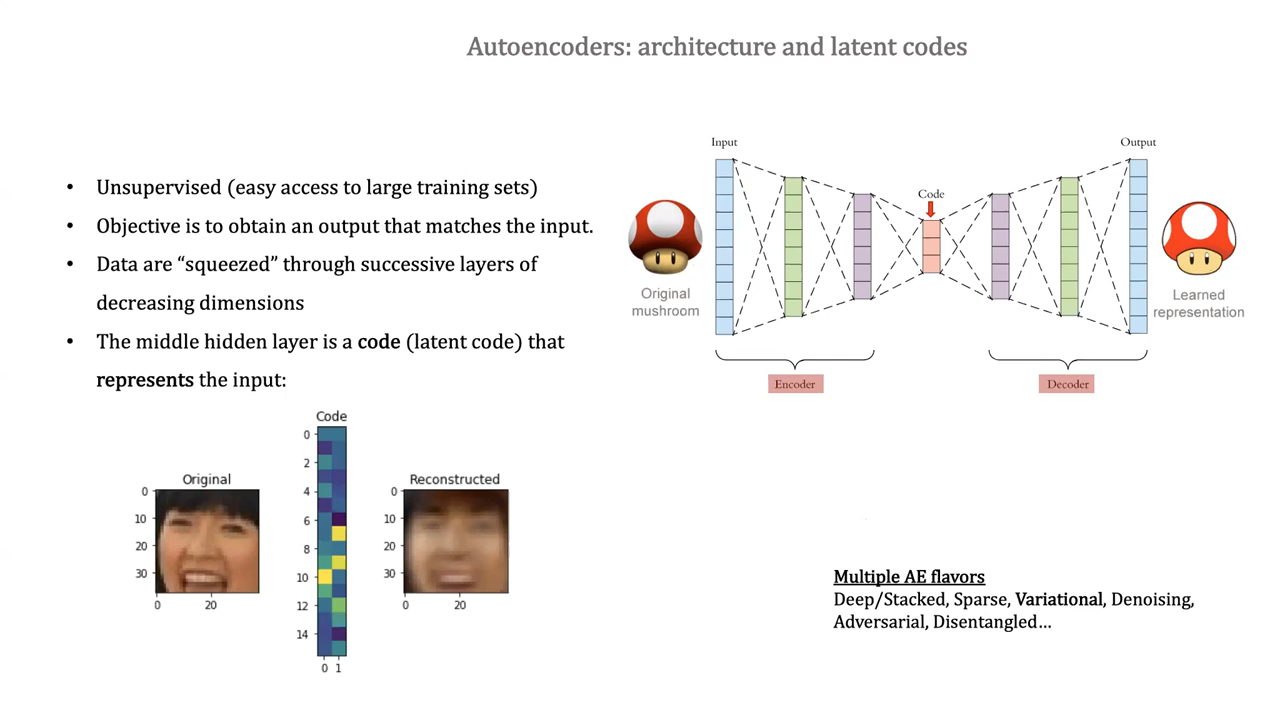 Autoencoders: architecture and latent codes
• Unsupervised (easy access to large training sets)
• Objective is to obtain an output that matches the input.
• Data are “squeezed” through successive layers of
decreasing dimensions
• The middle hidden layer is a code (latent code) that
represents the input:
Input
Code
Output
Original
mushroom
Learned
representation
Encoder
Decoder
Original
0
10
20
30
0
20
Code
0
2
4
6
8
10
12
14
0 1
Reconstructed
0
10
20
30
0
20
Multiple AE flavors
Deep/Stacked, Sparse, Variational, Denoising,
Adversarial, Disentangled…